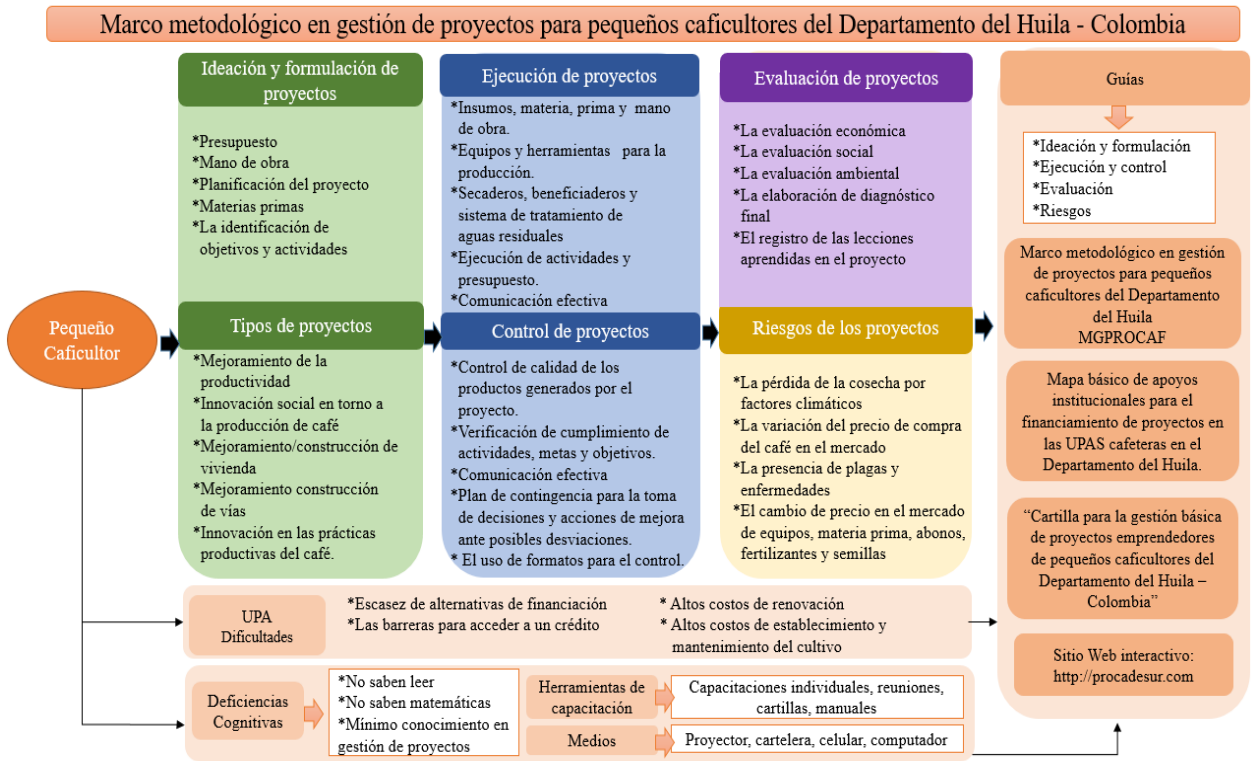 Marco metodológico en gestión de proyectos para pequeños caficultores del Departamento del Huila - Colombia
Pequeño
Caficultor
Ideación y formulación de
proyectos
*Presupuesto
*Mano de obra
*Planificación del proyecto
*Materias primas
*La identificación de
objetivos y actividades
Tipos de proyectos
*Mejoramiento de la
productividad
*Innovación social en torno a
la producción de café
*Mejoramiento/construcción de
vivienda
*Mejoramiento construcción
de vías
*Innovación en las prácticas
productivas del café.
Ejecución de proyectos
*Insumos, materia, prima y mano
de obra.
*Equipos y herramientas para la
producción.
*Secaderos, beneficiaderos y
sistema de tratamiento de
aguas residuales
*Ejecución de actividades y
presupuesto.
*Comunicación efectiva
Control de proyectos
*Control de calidad de los
productos generados por el
proyecto.
*Verificación de cumplimiento de
actividades, metas y objetivos.
*Comunicación efectiva
*Plan de contingencia para la toma
de decisiones y acciones de mejora
ante posibles desviaciones.
* El uso de formatos para el control.
Evaluación de proyectos
*La evaluación económica
*La evaluación social
*La evaluación ambiental
*La elaboración de diagnóstico
final
*El registro de las lecciones
aprendidas en el proyecto
Riesgos de los proyectos
*La pérdida de la cosecha por
factores climáticos
*La variación del precio de compra
del café en el mercado
*La presencia de plagas y
enfermedades
*El cambio de precio en el mercado
de equipos, materia prima, abonos,
fertilizantes y semillas
Guías
*Ideación y formulación
*Ejecución y control
*Evaluación
*Riesgos
Marco metodológico en gestión
de proyectos para pequeños
caficultores del Departamento
del Huila
MGPROCAF
Mapa básico de apoyos
institucionales para el
financiamiento de proyectos en
las UPAS cafeteras en el
Departamento del Huila.
“Cartilla para la gestión básica
de proyectos emprendedores
de pequeños caficultores del
Departamento del Huila –
Colombia”
Sitio Web interactivo:
http://procadesur.com
UPA
Dificultades
*Escasez de alternativas de financiación
*Las barreras para acceder a un crédito
* Altos costos de renovación
* Altos costos de establecimiento y
mantenimiento del cultivo
Deficiencias
Cognitivas
*No saben leer
*No saben matemáticas
*Mínimo conocimiento en
gestión de proyectos
Herramientas de
capacitación
Capacitaciones individuales, reuniones,
cartillas, manuales
Medios
Proyector, cartelera, celular, computador